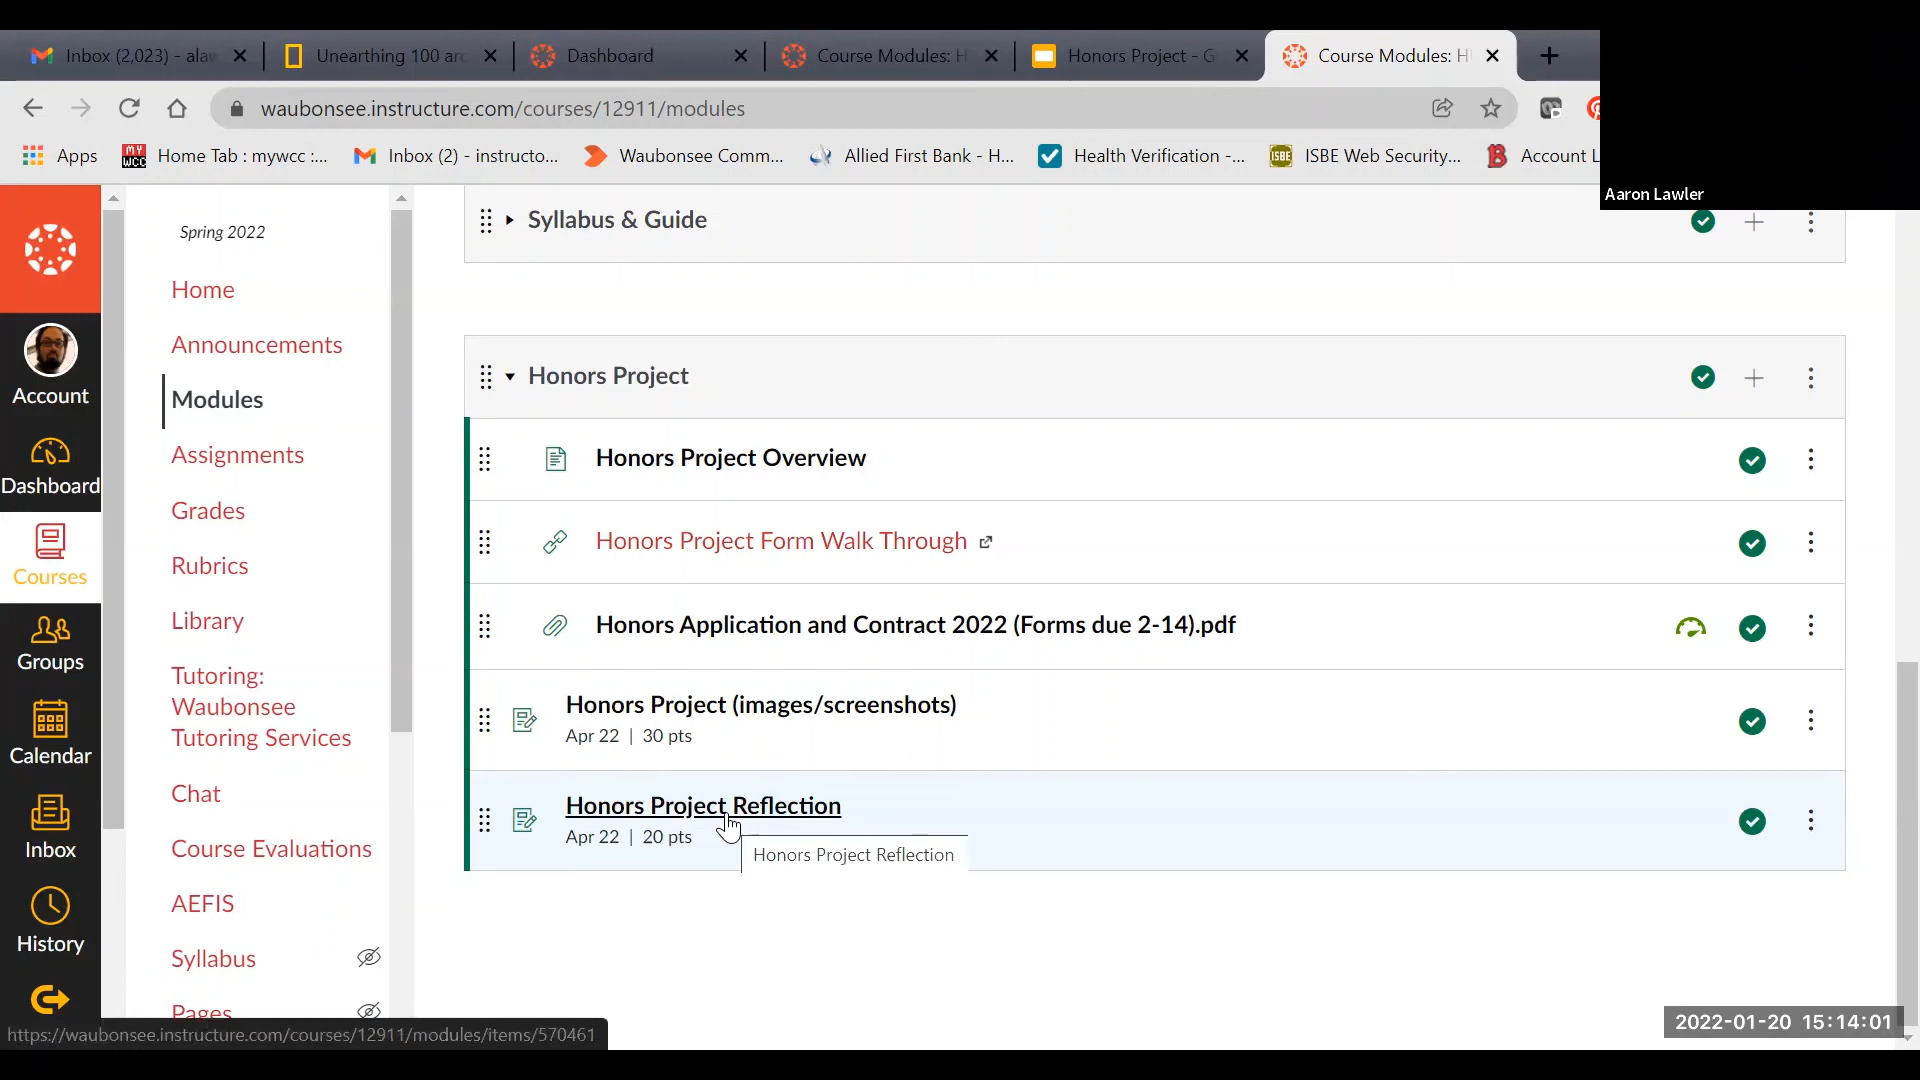 Inbox (2,023) - alaw
Unearthing 100 arc
Dashboard
Course Modules: H
Honors Project - G
Course Modules: H
waubonsee.instructure.com/courses/12911/modules
Apps
MY WCC
Home Tab : mywcc :...
Inbox (2) - instructo...
Waubonsee Comm...
Allied First Bank - H...
Health Verification -...
ISBE
ISBE Web Security...
Account L
Aaron Lawler
Account
Dashboard
Courses
Groups
Calendar
Inbox
History
Spring 2022
Home
Announcements
Modules
Assignments
Grades
Rubrics
Library
Tutoring:
Waubonsee
Tutoring Services
Chat
Course Evaluations
AEFIS
Syllabus
Pages
Syllabus & Guide
Honors Project
Honors Project Overview
Honors Project Form Walk Through
Honors Application and Contract 2022 (Forms due 2-14).pdf
Honors Project (images/screenshots)
Apr 22 | 30 pts
Honors Project Reflection
Apr 22 | 20 pts
Honors Project Reflection
https://waubonsee.instructure.com/courses/12911/modules/items/570461
2022-01-20 15:14:01